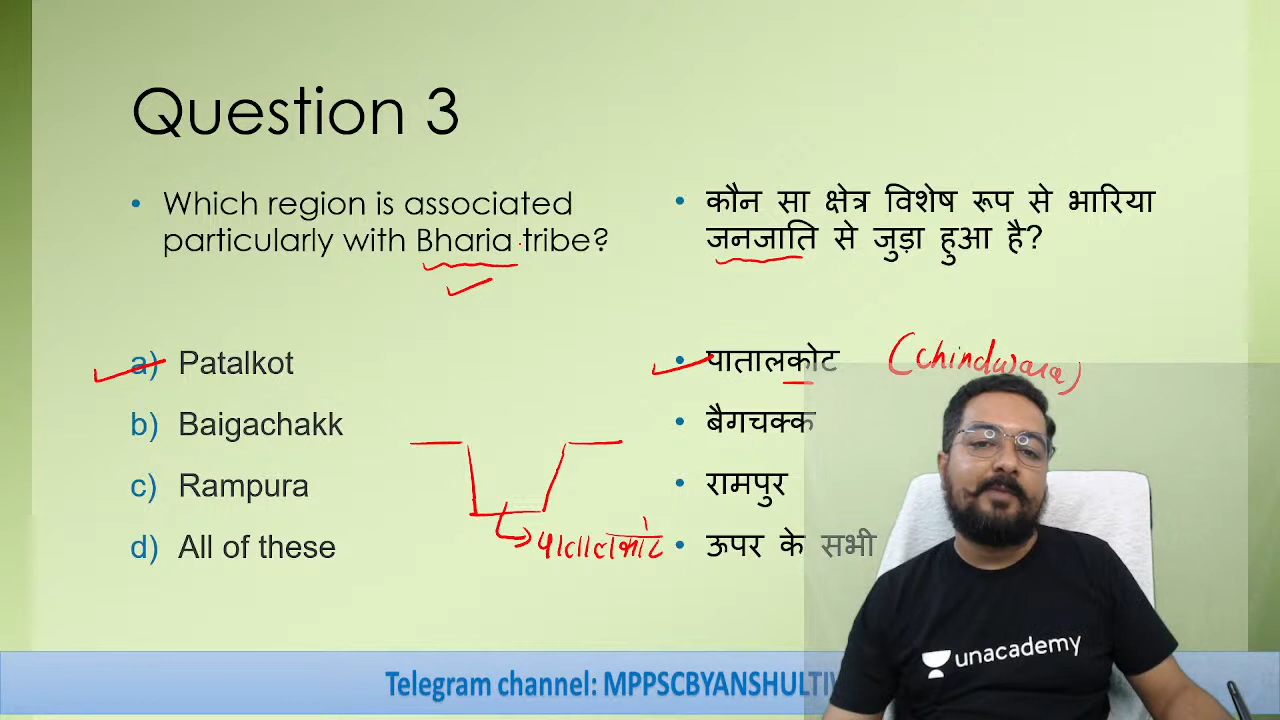 Question 3
• Which region is associated
particularly with Bharia tribe?
a) Patalkot
b) Baigachakk
c) Rampura
d) All of these
• कौन सा क्षेत्र विशेष रूप से भारिया
जनजाति से जुड़ा हुआ है?
• पातालकोट (Chindwara)
• बैगचक्क
• रामपुर
• ऊपर के सभी
पातालकोट
unacademy
Telegram channel: MPPSCBYANSHULTIW